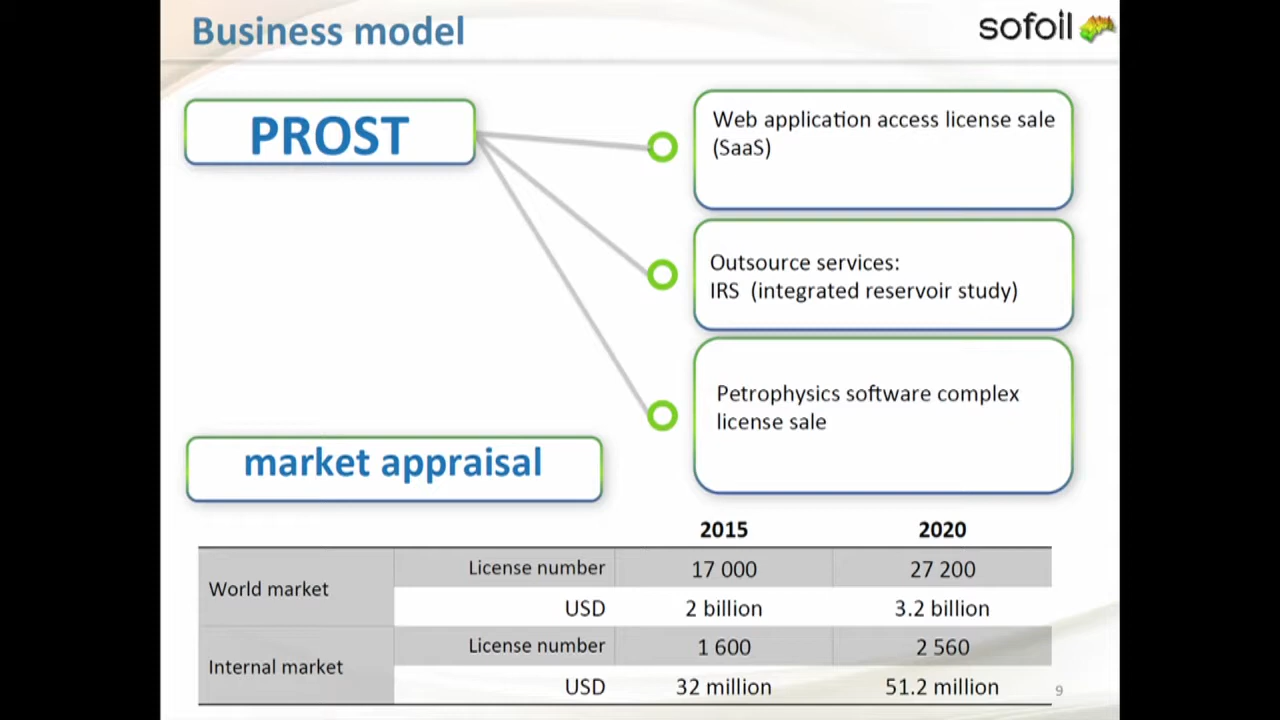 Business model
sofoil
PROST
Web application access license sale
(SaaS)
Outsource services:
IRS (integrated reservoir study)
Petrophysics software complex
license sale
market appraisal
2015 2020
World market License number 17 000 27 200
USD 2 billion 3.2 billion
Internal market License number 1 600 2 560
USD 32 million 51.2 million
9